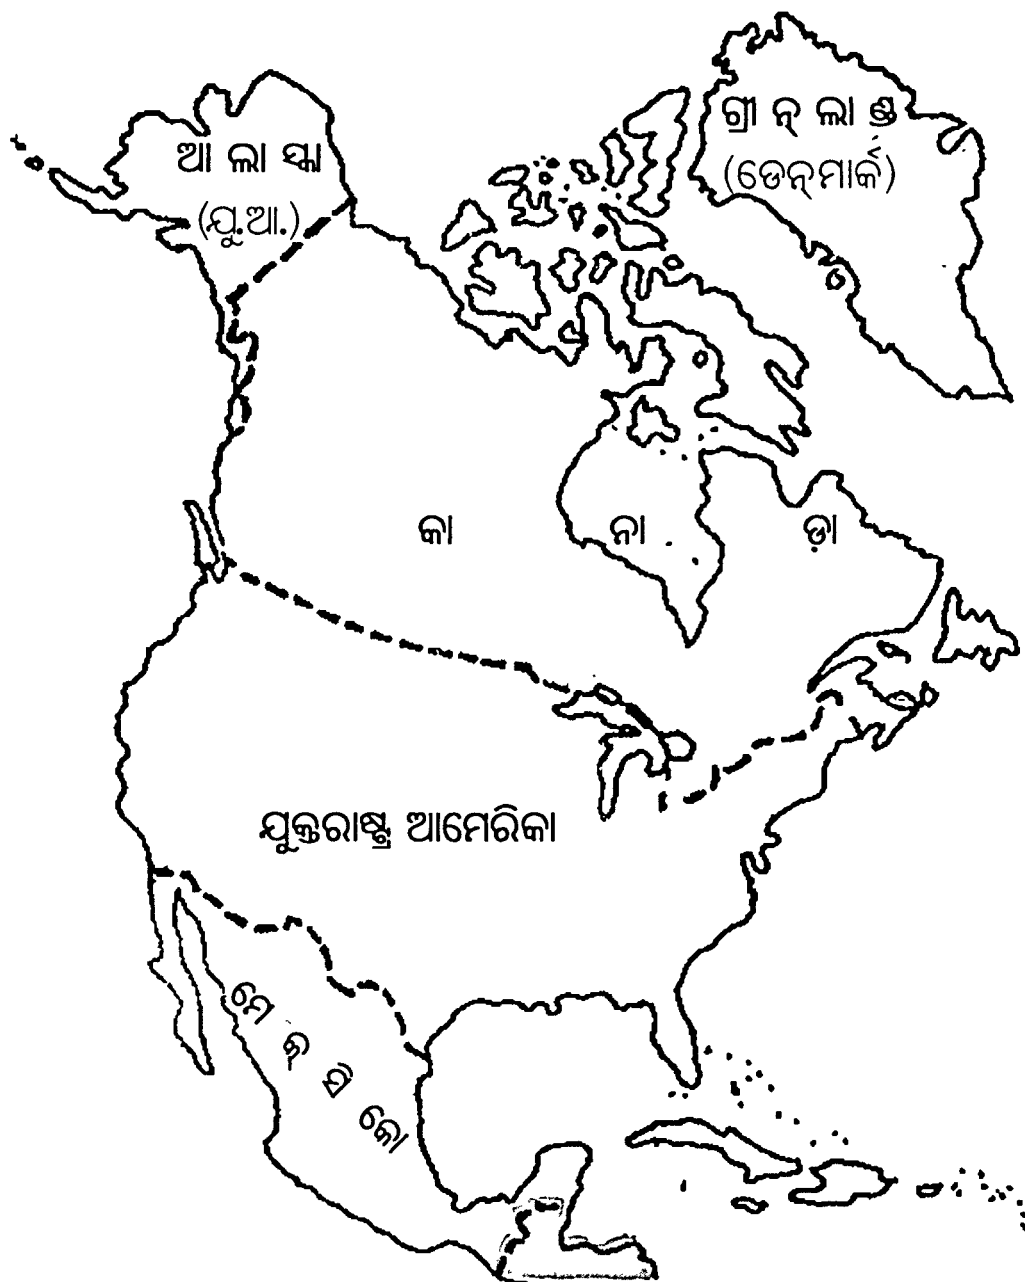 ଗ୍ରୀ ନ୍ ଲା ଣ୍ଡ
(ଡେନ୍‌ମାର୍କ)
ଆ ଲା ସ୍କା
(ଯୁ.ଆ.)
କା ନା ଡ଼ା
ଯୁକ୍ତରାଷ୍ଟ୍ର ଆମେରିକା
ମେ କ୍ ସି କୋ